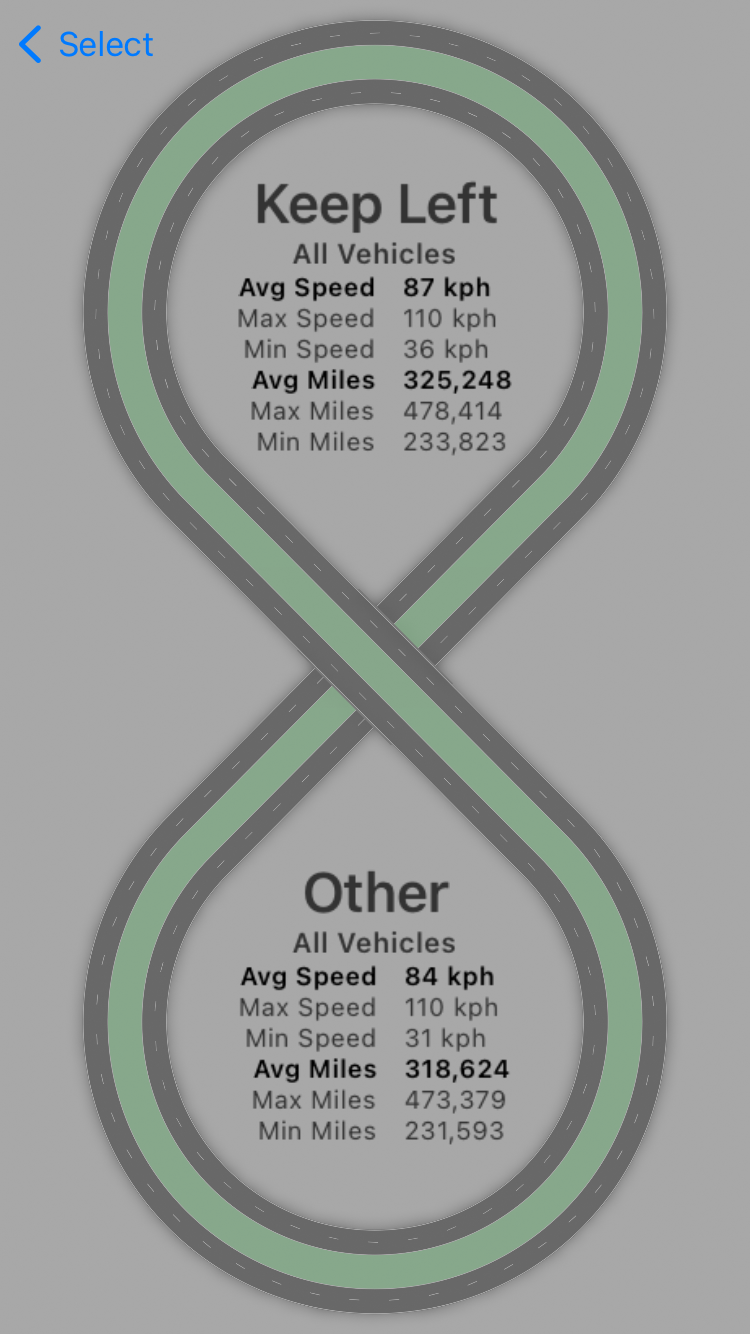 Select
Keep Left
All Vehicles
Avg Speed 87 kph
Max Speed 110 kph
Min Speed 36 kph
Avg Miles 325,248
Max Miles 478,414
Min Miles 233,823
Other
All Vehicles
Avg Speed 84 kph
Max Speed 110 kph
Min Speed 31 kph
Avg Miles 318,624
Max Miles 473,379
Min Miles 231,593